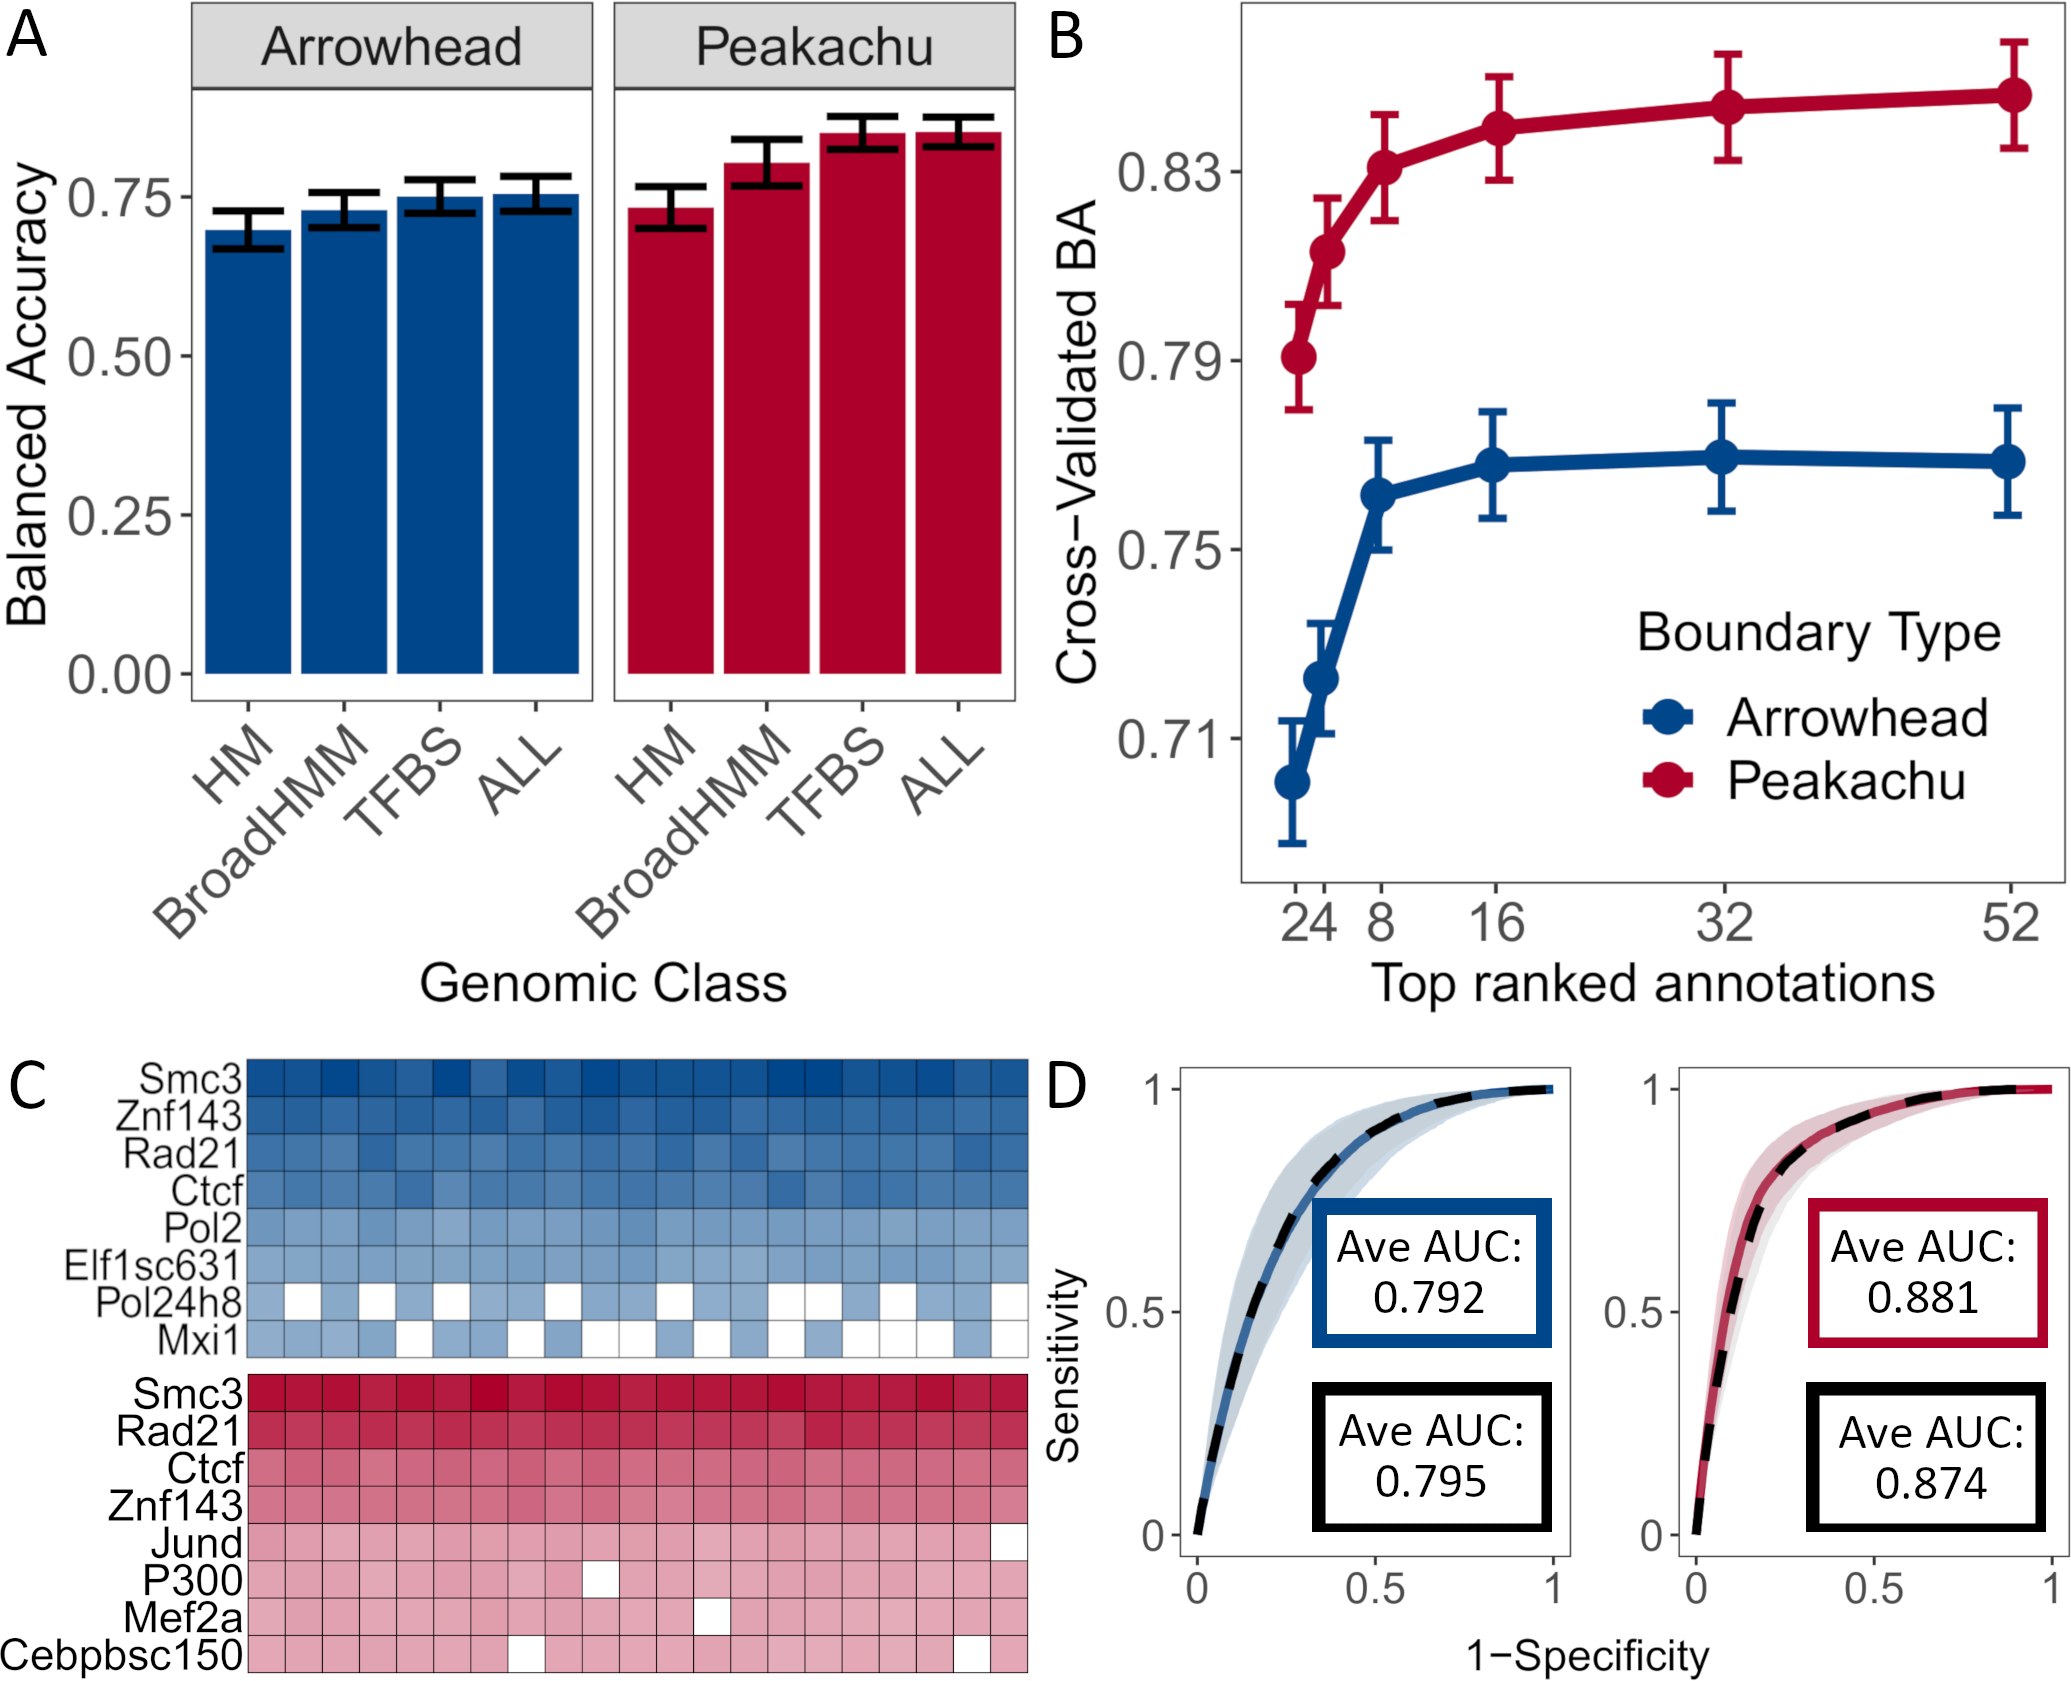 A
Arrowhead
Peakachu
Balanced Accuracy
0.75
0.50
0.25
0.00
HM
BroadHMM
TFBS
ALL
HM
BroadHMM
TFBS
ALL
Genomic Class
B
Cross-Validated BA
0.83
0.79
0.75
0.71
Boundary Type
Arrowhead
Peakachu
2 4 8 16 32 52
Top ranked annotations
C
Smc3
Znf143
Rad21
Ctcf
Pol2
Elf1sc631
Pol24h8
Mxi1
Smc3
Rad21
Ctcf
Znf143
Jund
P300
Mef2a
Cebpbsc150
D
Sensitivity
1
0.5
0
Ave AUC:
0.792
Ave AUC:
0.795
0 0.5 1
1
0.5
0
Ave AUC:
0.881
Ave AUC:
0.874
0 0.5 1
1−Specificity